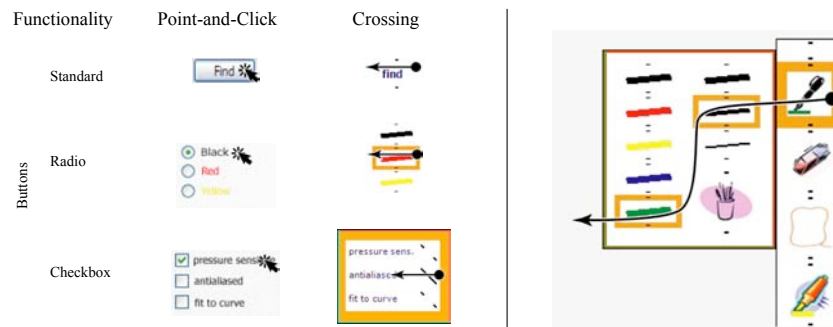 Functionality Point-and-Click Crossing
Buttons
Standard
Find
find
Radio
Black
Red
Yellow
Checkbox
pressure sens
antialiased
fit to curve
pressure sens.
antialiased
fit to curve